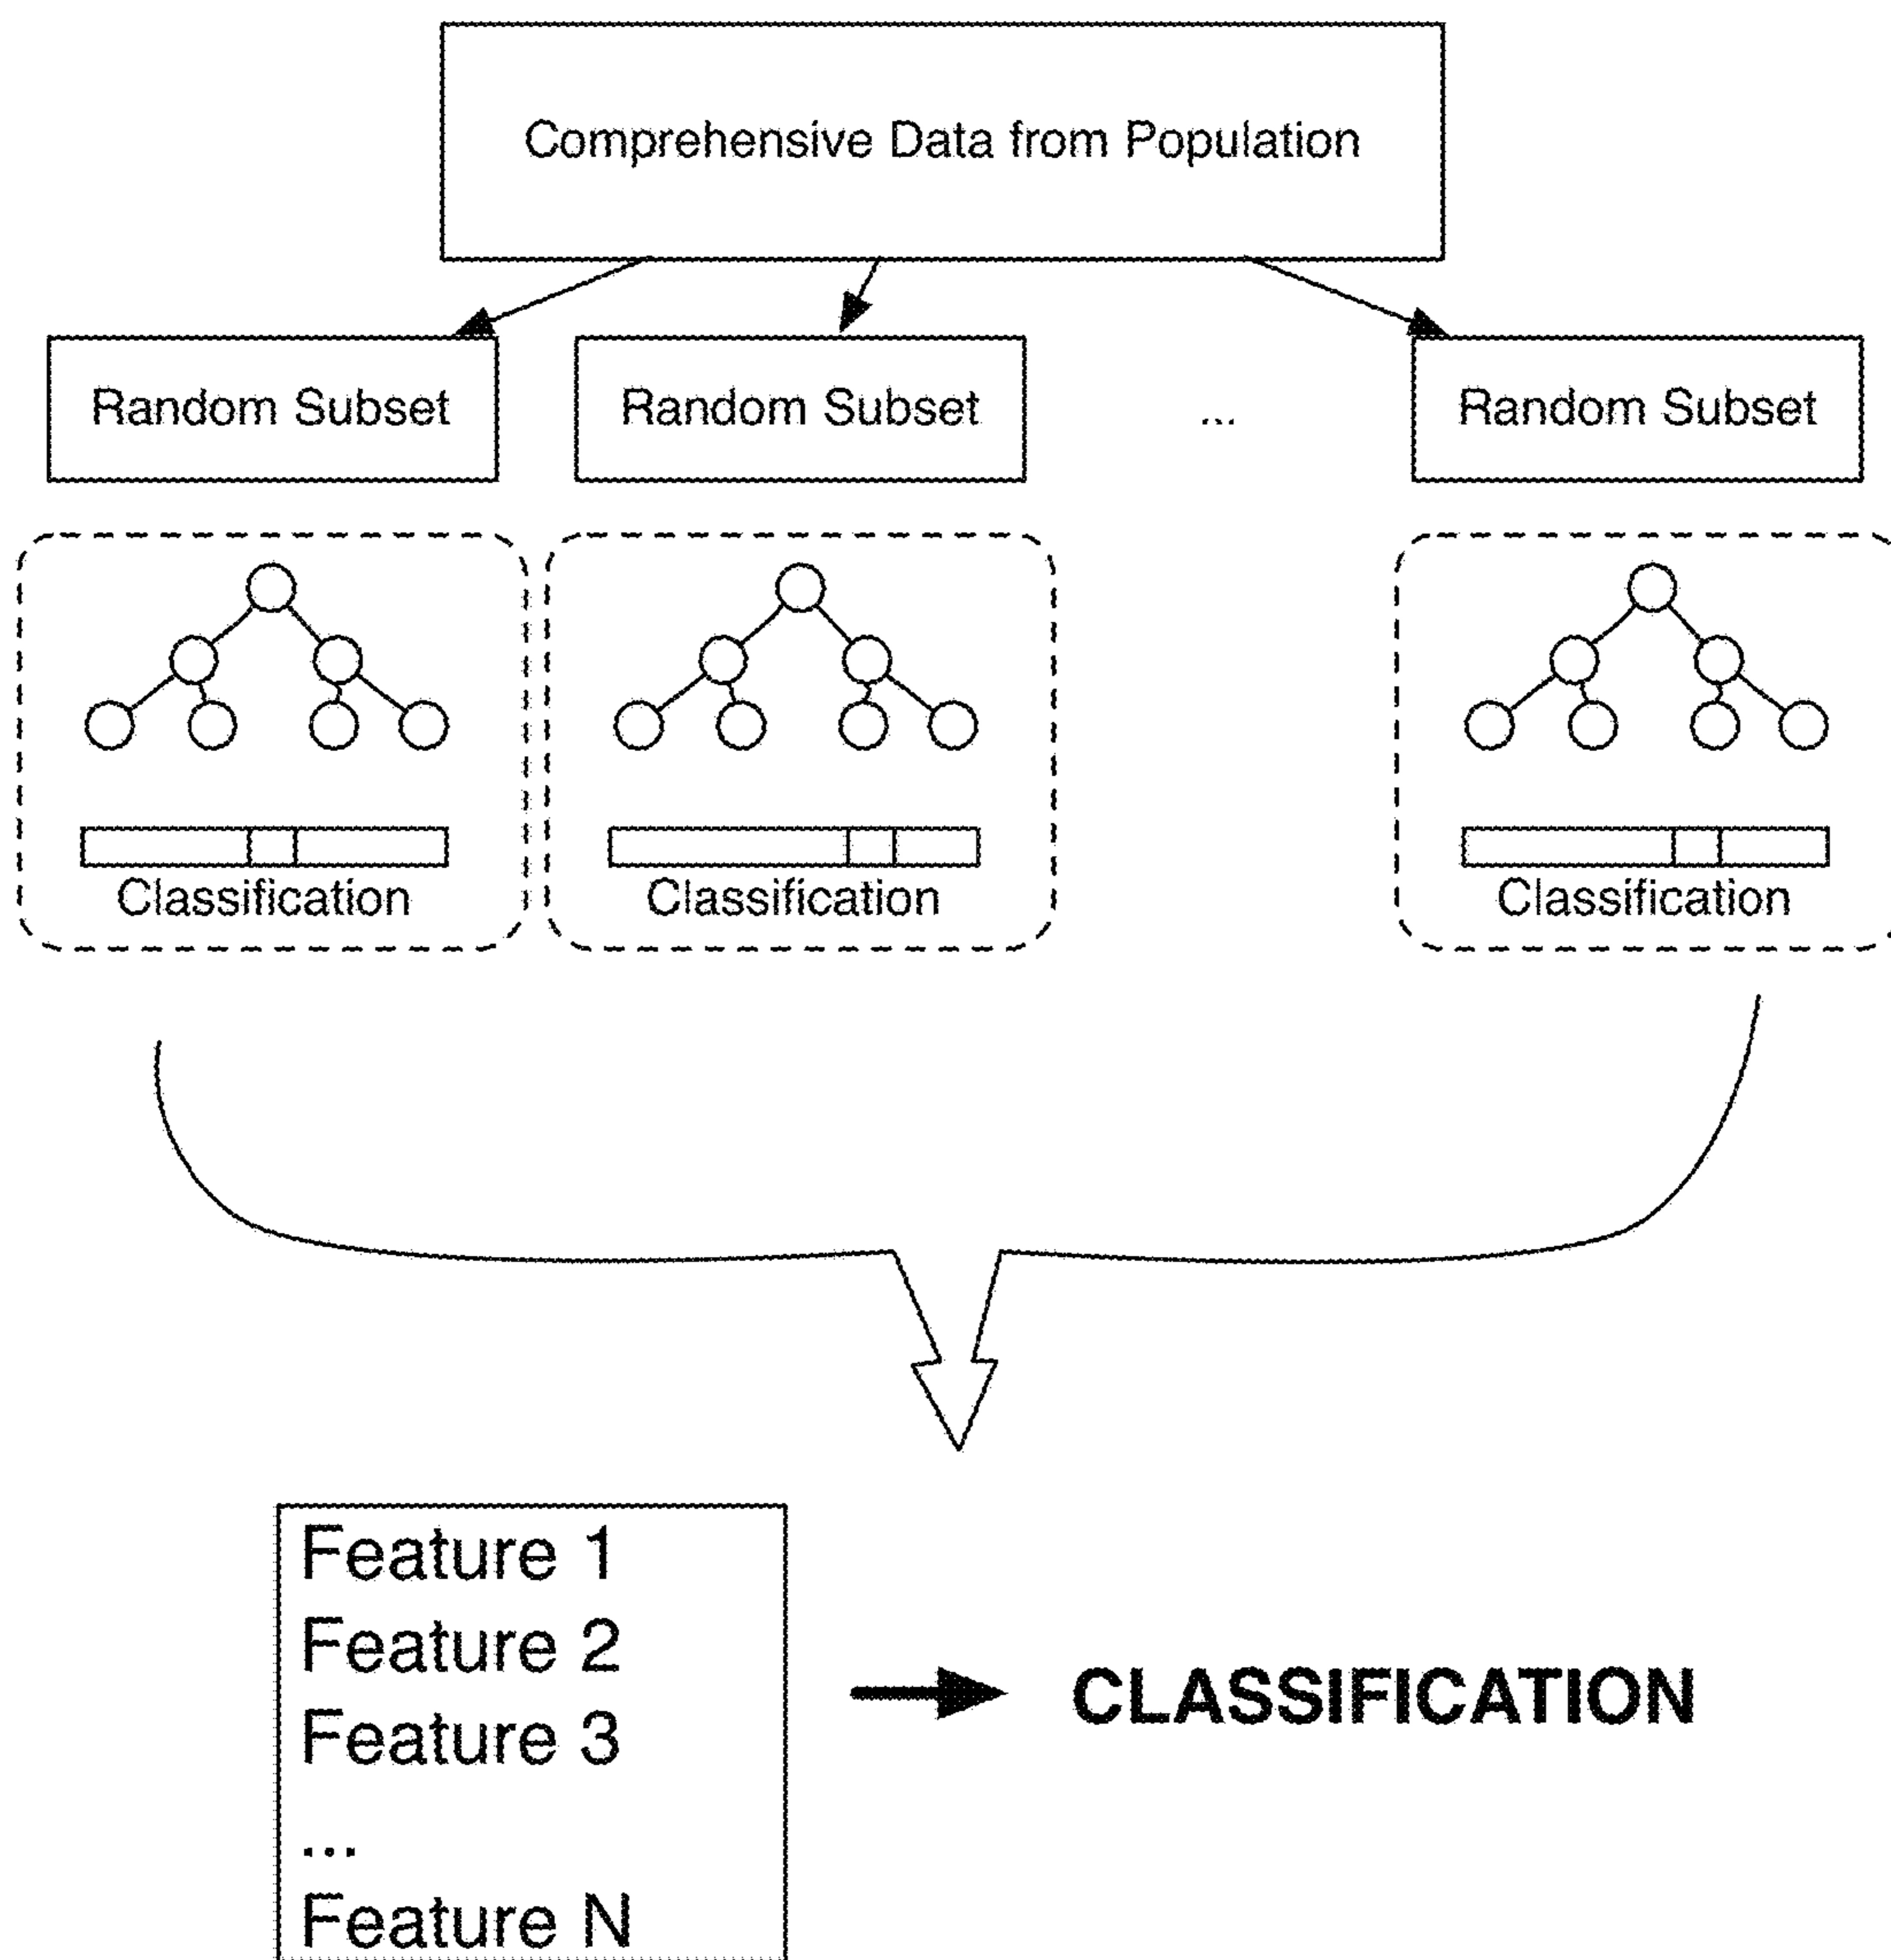 Comprehensive Data from Population
Random Subset
Random Subset
...
Random Subset
Classification
Classification
Classification
Feature 1
Feature 2
Feature 3
...
Feature N
CLASSIFICATION